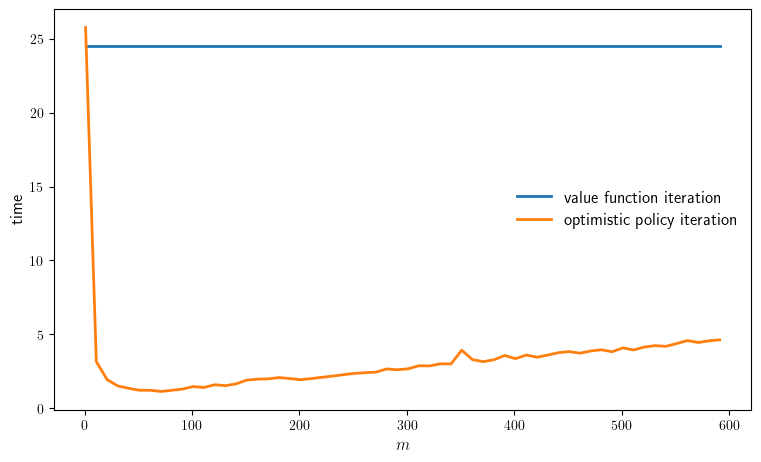 25
20
15
10
5
0
time
value function iteration
optimistic policy iteration
0 100 200 300 400 500 600
m